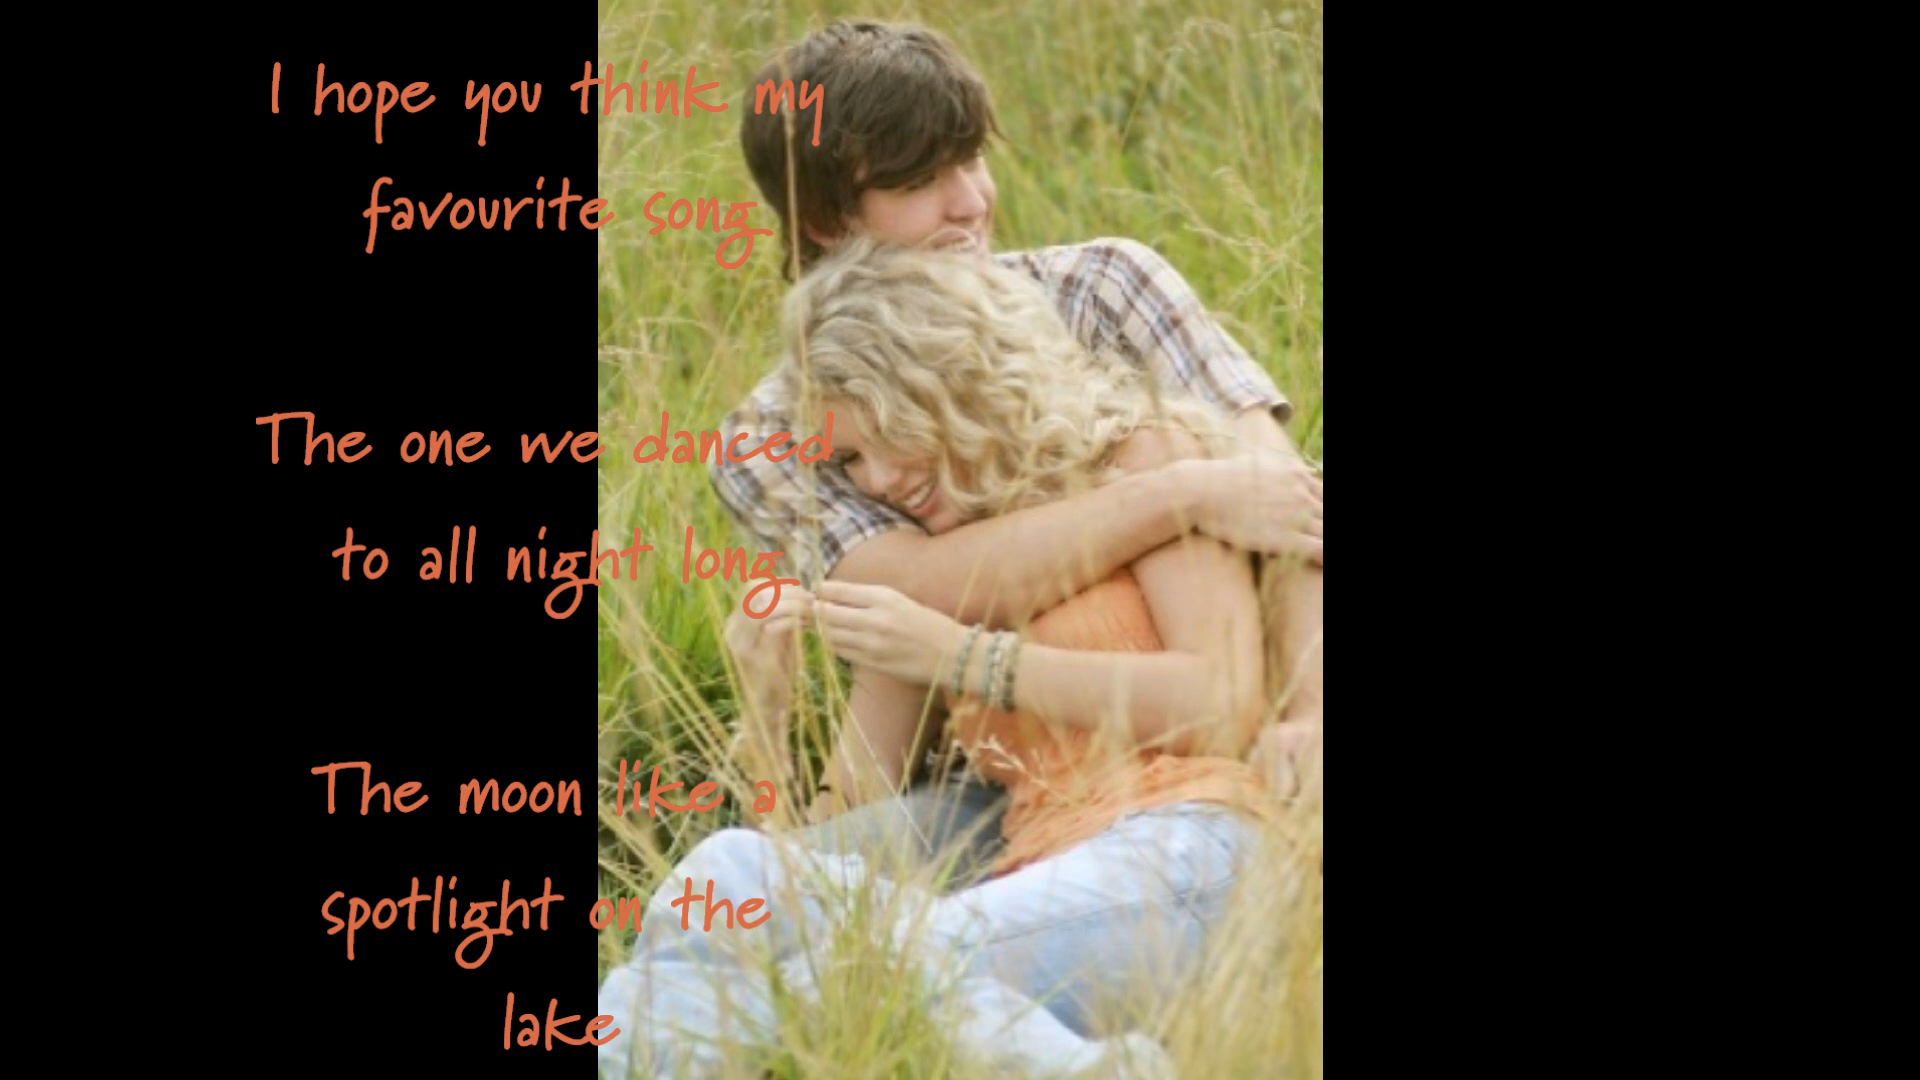 I hope you think my
favourite song
The one we danced
to all night long
The moon like a
spotlight on the
lake